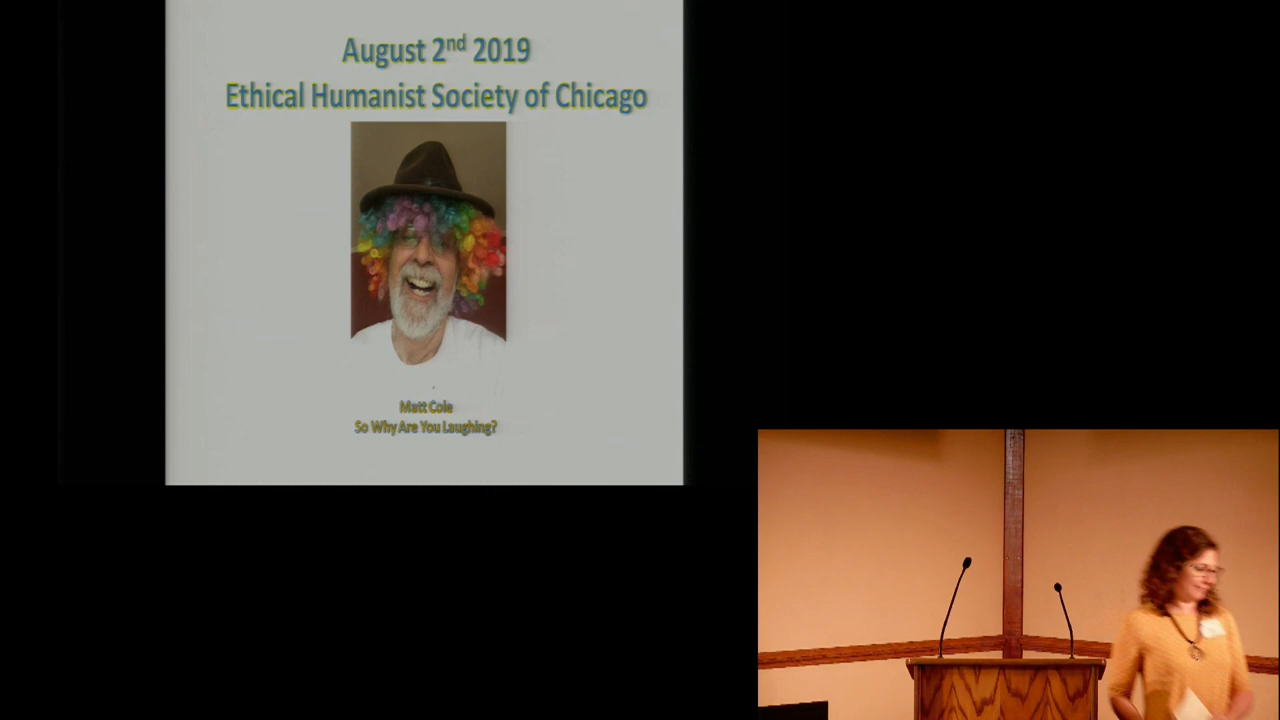 August 2nd 2019
Ethical Humanist Society of Chicago
Matt Cole
So Why Are You Laughing?